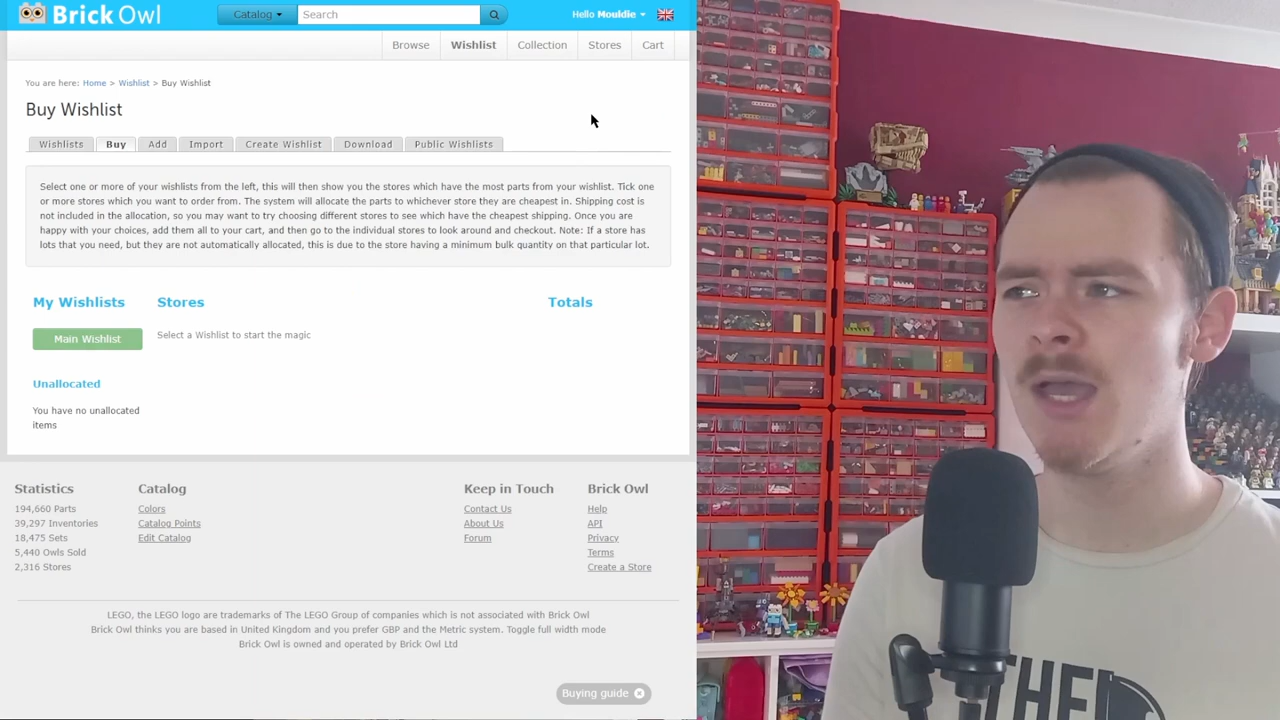 Brick Owl
Catalog
Search
Hello Mouldie
Browse
Wishlist
Collection
Stores
Cart
You are here: Home > Wishlist > Buy Wishlist
Buy Wishlist
Wishlists
Buy
Add
Import
Create Wishlist
Download
Public Wishlists
Select one or more of your wishlists from the left, this will then show you the stores which have the most parts from your wishlist. Tick one
or more stores which you want to order from. The system will allocate the parts to whichever store they are cheapest in. Shipping cost is
not included in the allocation, so you may want to try choosing different stores to see which have the cheapest shipping. Once you are
happy with your choices, add them all to your cart, and then go to the individual stores to look around and checkout. Note: If a store has
lots that you need, but they are not automatically allocated, this is due to the store having a minimum bulk quantity on that particular lot.
My Wishlists
Stores
Totals
Main Wishlist
Select a Wishlist to start the magic
Unallocated
You have no unallocated
items
Statistics
194,660 Parts
39,297 Inventories
18,475 Sets
5,440 Owls Sold
2,316 Stores
Catalog
Colors
Catalog Points
Edit Catalog
Keep in Touch
Contact Us
About Us
Forum
Brick Owl
Help
API
Privacy
Terms
Create a Store
LEGO, the LEGO logo are trademarks of The LEGO Group of companies which is not associated with Brick Owl
Brick Owl thinks you are based in United Kingdom and you prefer GBP and the Metric system. Toggle full width mode
Brick Owl is owned and operated by Brick Owl Ltd
Buying guide
THE